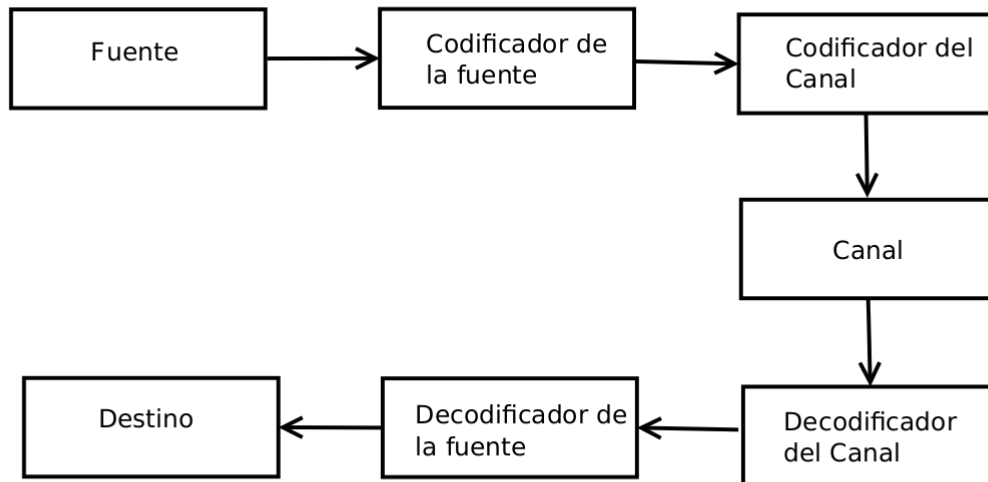 Fuente
Codificador de
la fuente
Codificador del
Canal
Canal
Decodificador
del Canal
Decodificador de
la fuente
Destino